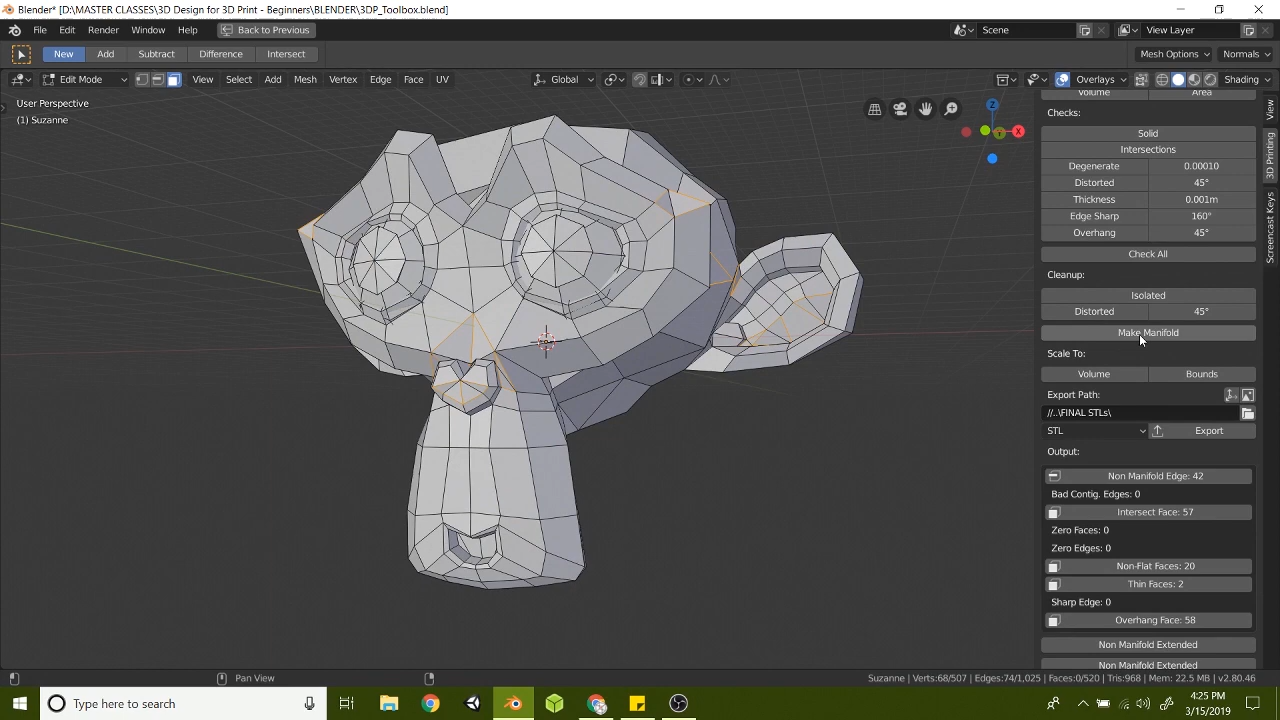 Blender* [D:\MASTER CLASSES\3D Design for 3D Print - Beginners\BLENDER\3DP_Toolbox.blend]
File Edit Render Window Help Back to Previous Scene View Layer
New Add Subtract Difference Intersect Mesh Options Normals
Edit Mode View Select Add Mesh Vertex Edge Face UV Global Overlays Shading
User Perspective
(1) Suzanne
Z
X
Y
View
3D Printing
Screencast Keys
Volume Area
Checks:
Solid
Intersections
Degenerate 0.00010
Distorted 45°
Thickness 0.001m
Edge Sharp 160°
Overhang 45°
Check All
Cleanup:
Isolated
Distorted 45°
Make Manifold
Scale To:
Volume Bounds
Export Path:
//..\FINAL STLs\
STL Export
Output:
Non Manifold Edge: 42
Bad Contig. Edges: 0
Intersect Face: 57
Zero Faces: 0
Zero Edges: 0
Non-Flat Faces: 20
Thin Faces: 2
Sharp Edge: 0
Overhang Face: 58
Non Manifold Extended
Non Manifold Extended
Pan View Suzanne | Verts:68/507 | Edges:74/1,025 | Faces:0/520 | Tris:968 | Mem: 22.5 MB | v2.80.46
Type here to search
4:25 PM
3/15/2019